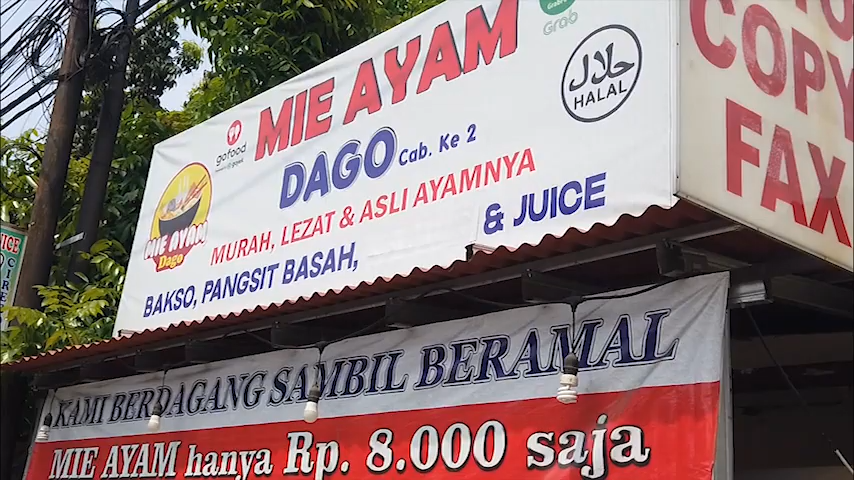 gofood
Grab
MIE AYAM
DAGO Cab. Ke 2
حلال
HALAL
MURAH, LEZAT & ASLI AYAMNYA
BAKSO, PANGSIT BASAH, & JUICE
MIE AYAM
Dago
COPY
FAX
KAMI BERDAGANG SAMBIL BERAMAL
MIE AYAM hanya Rp. 8.000 saja